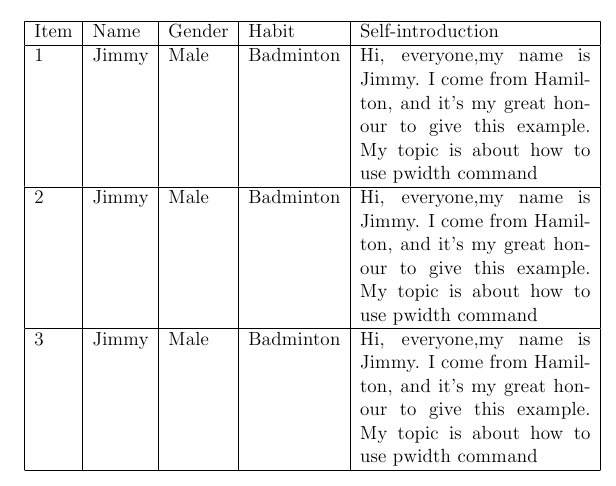 Item Name Gender Habit Self-introduction
1 Jimmy Male Badminton Hi, everyone,my name is
Jimmy. I come from Hamil-
ton, and it's my great hon-
our to give this example.
My topic is about how to
use pwidth command
2 Jimmy Male Badminton Hi, everyone,my name is
Jimmy. I come from Hamil-
ton, and it's my great hon-
our to give this example.
My topic is about how to
use pwidth command
3 Jimmy Male Badminton Hi, everyone,my name is
Jimmy. I come from Hamil-
ton, and it's my great hon-
our to give this example.
My topic is about how to
use pwidth command